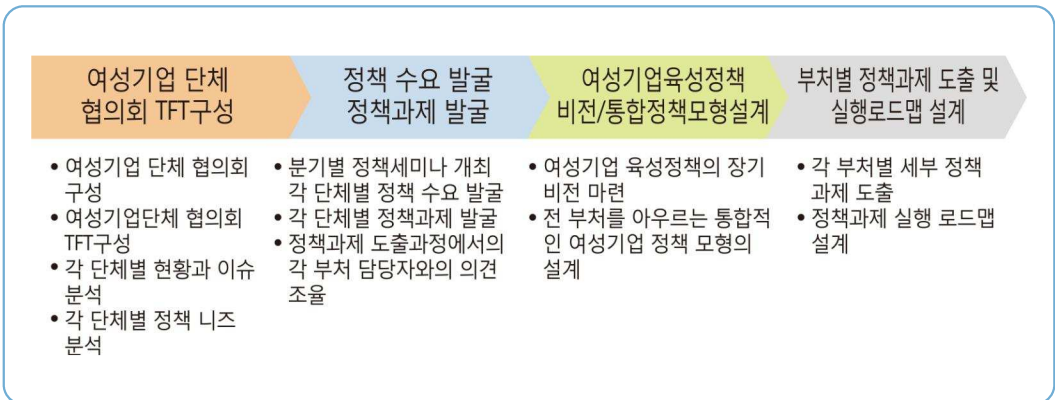 여성기업 단체
협의회 TFT구성
정책 수요 발굴
정책과제 발굴
여성기업육성정책
비전/통합정책모형설계
부처별 정책과제 도출 및
실행로드맵 설계
• 여성기업 단체 협의회
구성
• 여성기업단체 협의회
TFT구성
• 각 단체별 현황과 이슈
분석
• 각 단체별 정책 니즈
분석
• 분기별 정책세미나 개최
각 단체별 정책 수요 발굴
• 각 단체별 정책과제 발굴
• 정책과제 도출과정에서의
각 부처 담당자와의 의견
조율
• 여성기업 육성정책의 장기
비전 마련
• 전 부처를 아우르는 통합적
인 여성기업 정책 모형의
설계
• 각 부처별 세부 정책
과제 도출
• 정책과제 실행 로드맵
설계